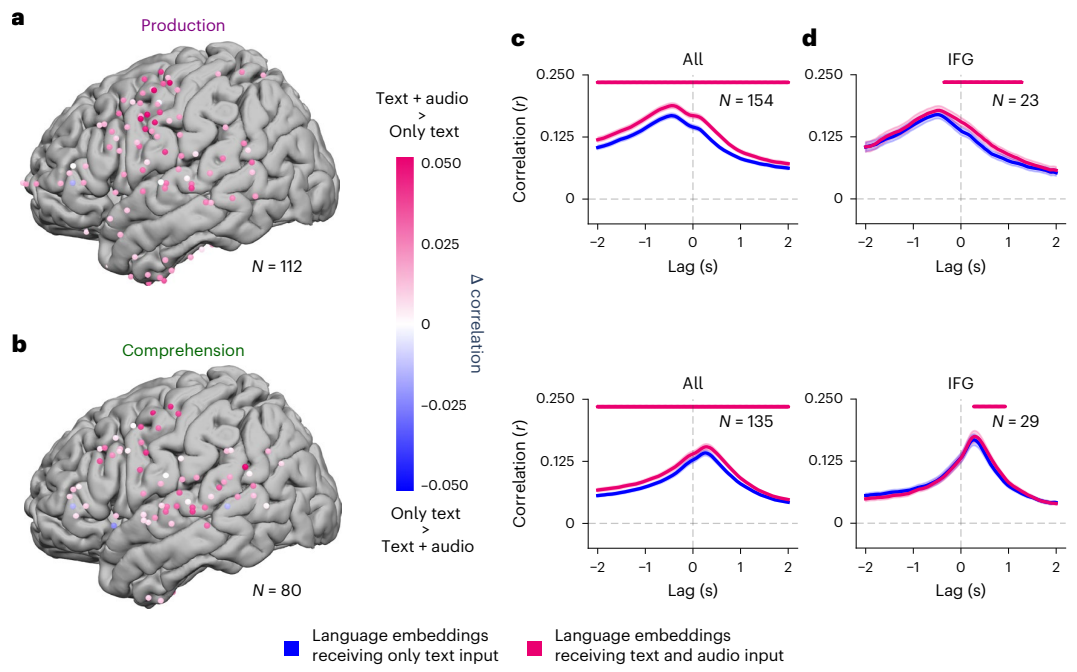 a
Production
N = 112
b
Comprehension
N = 80
Text + audio
>
Only text
0.050
0.025
0
–0.025
–0.050
Δ correlation
Only text
>
Text + audio
c
All
0.250
0.125
0
N = 154
Correlation (r)
–2 –1 0 1 2
Lag (s)
All
0.250
0.125
0
N = 135
Correlation (r)
–2 –1 0 1 2
Lag (s)
d
IFG
0.250
0.125
0
N = 23
–2 –1 0 1 2
Lag (s)
IFG
0.250
0.125
0
N = 29
–2 –1 0 1 2
Lag (s)
Language embeddings
receiving only text input
Language embeddings
receiving text and audio input